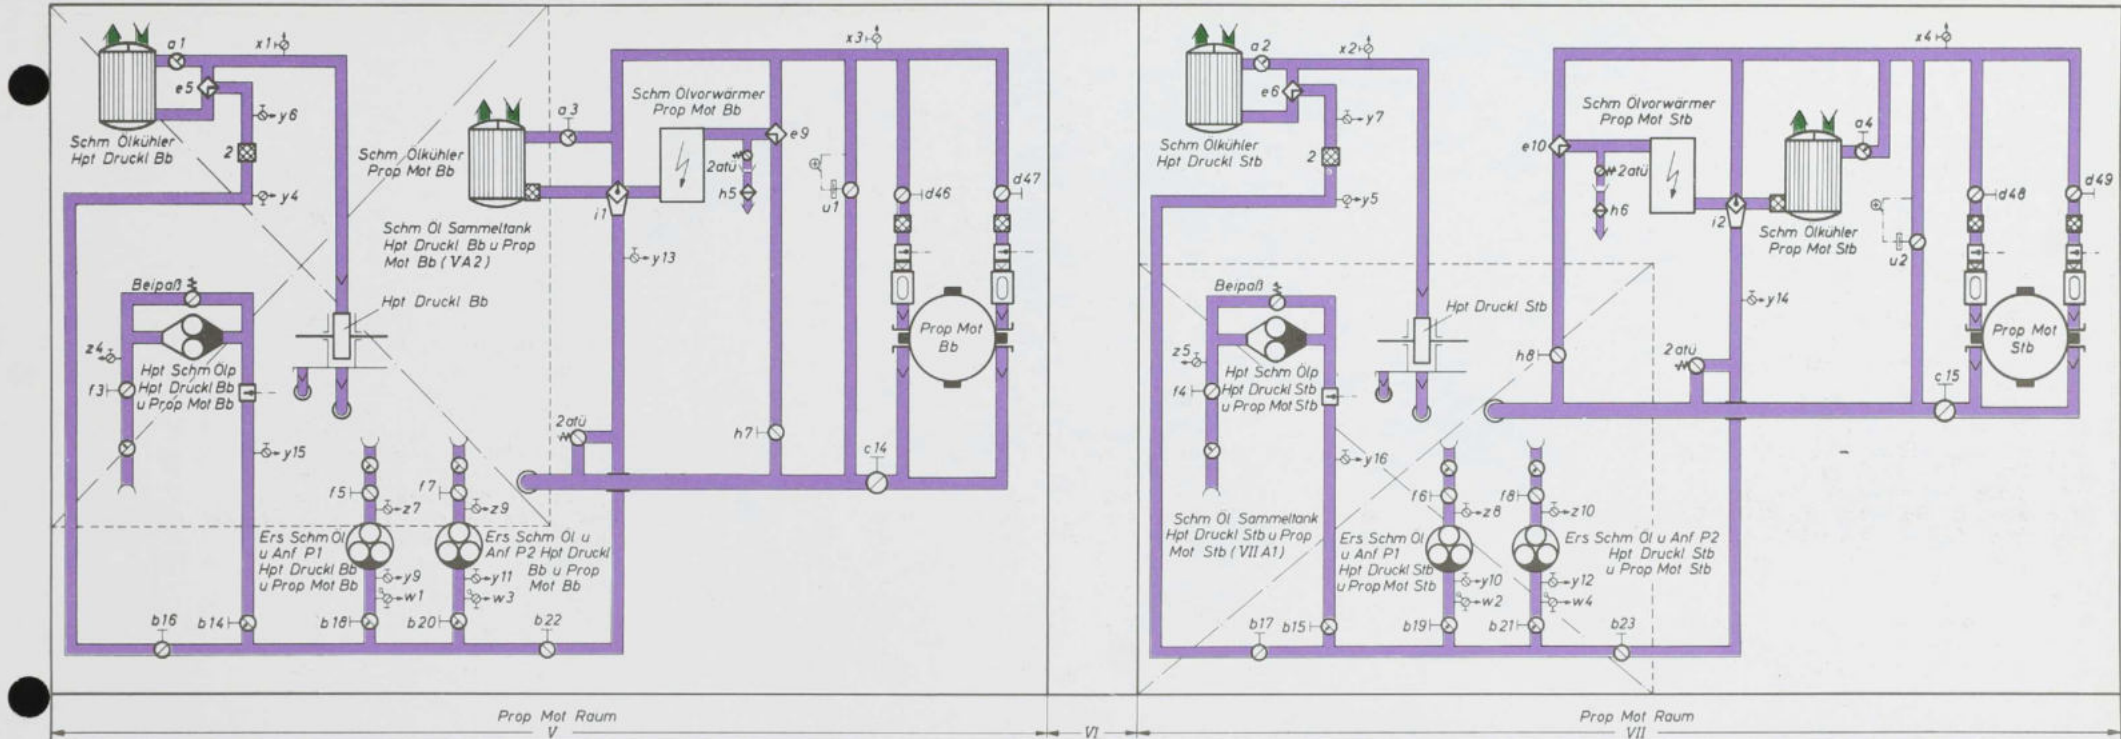 a1
x1
e5
y6
Schm Ölkühler
Hpt Druckl Bb
2
y4
a3
Schm Ölkühler
Prop Mot Bb
Schm Ölvorwärmer
Prop Mot Bb
x3
e9
2atü
h5
u1
i1
d46
d47
Schm Öl Sammeltank
Hpt Druckl Bb u Prop
Mot Bb (VA2)
y13
Beipaß
Hpt Druckl Bb
Prop Mot
Bb
z4
Hpt Schm Ölp
Hpt Druckl Bb
u Prop Mot Bb
f3
y15
2atü
h7
c14
f5
z7
f7
z9
Ers Schm Öl
u Anf P1
Hpt Druckl Bb
u Prop Mot Bb
Ers Schm Öl u
Anf P2 Hpt Druckl
Bb u Prop
Mot Bb
y9
w1
y11
w3
b16
b14
b18
b20
b22
a2
x2
e6
y7
Schm Ölkühler
Hpt Druckl Stb
2
y5
x4
Schm Ölvorwärmer
Prop Mot Stb
e10
2atü
h6
a4
i2
Schm Ölkühler
Prop Mot Stb
u2
d48
d49
y14
Beipaß
Hpt Druckl Stb
Prop Mot
Stb
z5
Hpt Schm Ölp
Hpt Druckl Stb
u Prop Mot Stb
f4
h8
2atü
c15
y16
Schm Öl Sammeltank
Hpt Druckl Stb u Prop
Mot Stb (VII A1)
f6
z8
f8
z10
Ers Schm Öl
u Anf P1
Hpt Druckl Stb
u Prop Mot Stb
Ers Schm Öl u Anf P2
Hpt Druckl Stb
u Prop Mot Stb
y10
w2
y12
w4
b17
b15
b19
b21
b23
Prop Mot Raum
V
VI
Prop Mot Raum
VII